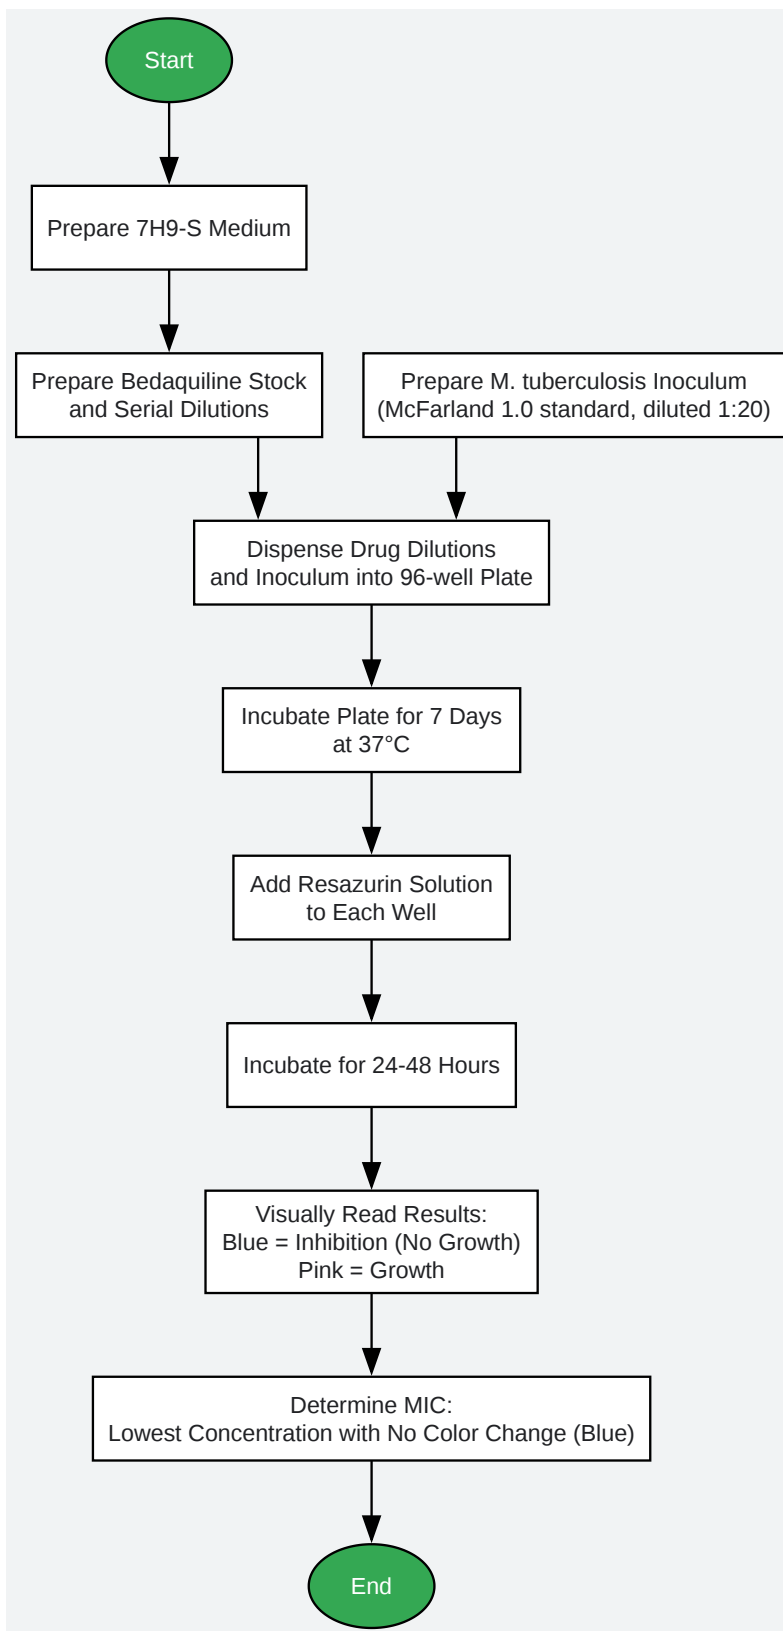 Start
Prepare 7H9-S Medium
Prepare Bedaquiline Stock
and Serial Dilutions
Prepare M. tuberculosis Inoculum
(McFarland 1.0 standard, diluted 1:20)
Dispense Drug Dilutions
and Inoculum into 96-well Plate
Incubate Plate for 7 Days
at 37°C
Add Resazurin Solution
to Each Well
Incubate for 24-48 Hours
Visually Read Results:
Blue = Inhibition (No Growth)
Pink = Growth
Determine MIC:
Lowest Concentration with No Color Change (Blue)
End